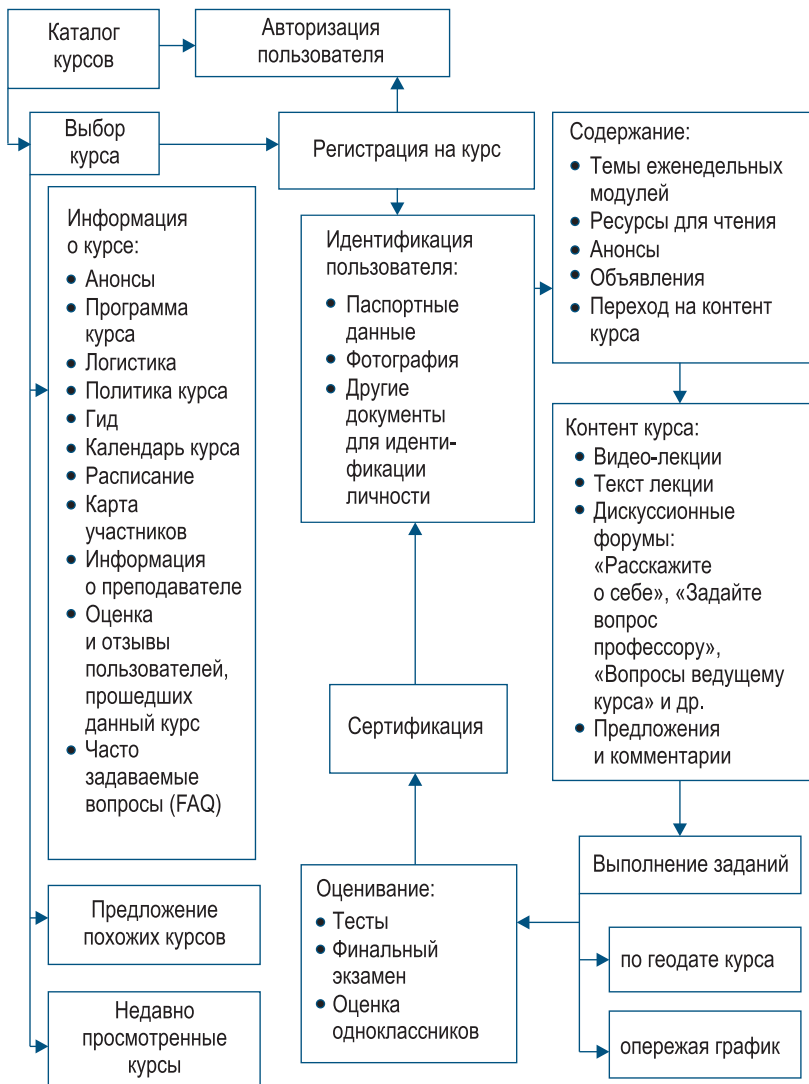 Каталог
курсов
Авторизация
пользователя
Выбор
курса
Регистрация на курс
Информация
о курсе:
• Анонсы
• Программа
курса
• Логистика
• Политика курса
• Гид
• Календарь курса
• Расписание
• Карта
участников
• Информация
о преподавателе
• Оценка
и отзывы
пользователей,
прошедших
данный курс
• Часто
задаваемые
вопросы (FAQ)
Предложение
похожих курсов
Недавно
просмотренные
курсы
Идентификация
пользователя:
• Паспортные
данные
• Фотография
• Другие
документы
для иденти-
фикации
личности
Содержание:
• Темы еженедельных
модулей
• Ресурсы для чтения
• Анонсы
• Объявления
• Переход на контент
курса
Контент курса:
• Видео-лекции
• Текст лекции
• Дискуссионные
форумы:
«Расскажите
о себе», «Задайте
вопрос
профессору»,
«Вопросы ведущему
курса» и др.
• Предложения
и комментарии
Выполнение заданий
по геодате курса
опережая график
Оценивание:
• Тесты
• Финальный
экзамен
• Оценка
одноклассников
Сертификация